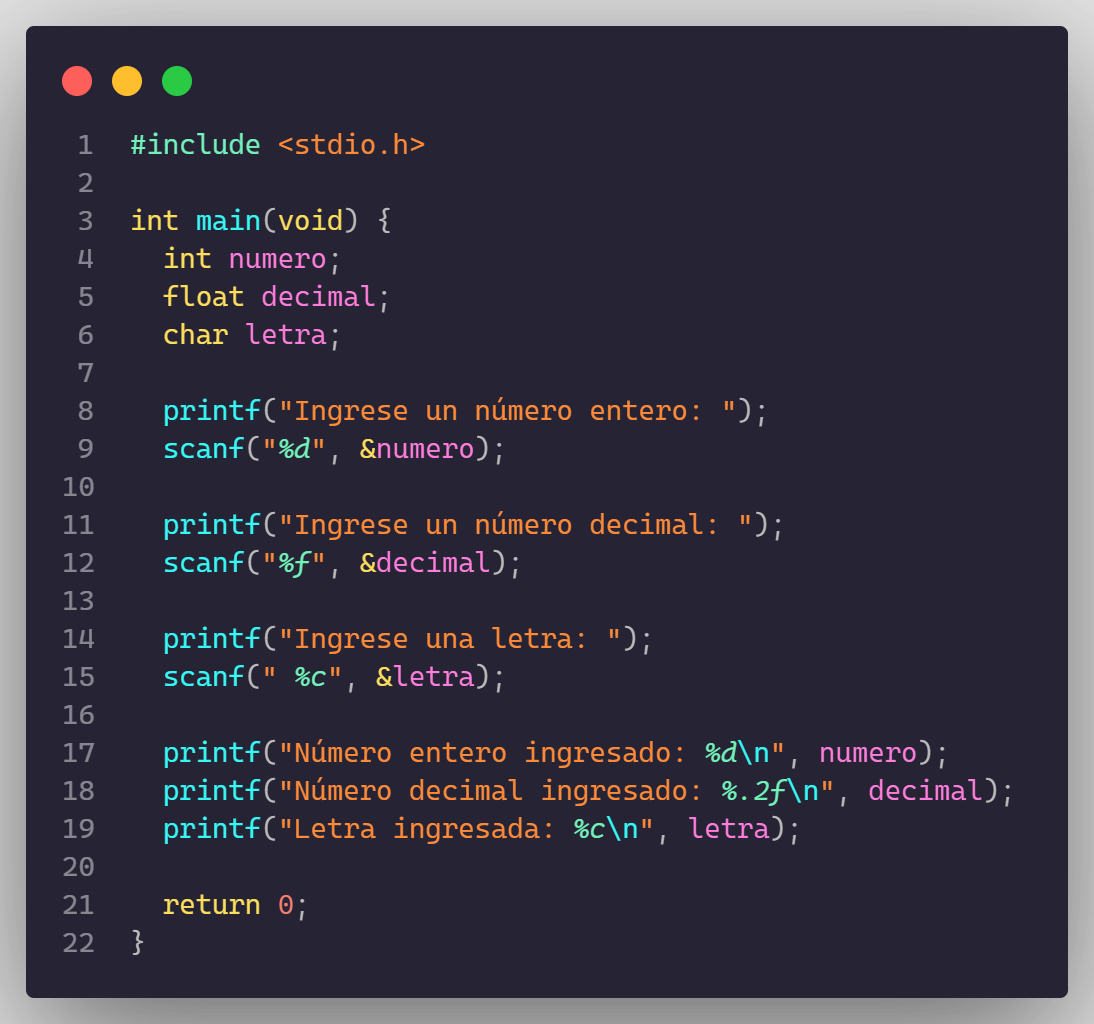 1 #include <stdio.h>
2
3 int main(void) {
4   int numero;
5   float decimal;
6   char letra;
7
8   printf("Ingrese un número entero: ");
9   scanf("%d", &numero);
10
11   printf("Ingrese un número decimal: ");
12   scanf("%f", &decimal);
13
14   printf("Ingrese una letra: ");
15   scanf(" %c", &letra);
16
17   printf("Número entero ingresado: %d\n", numero);
18   printf("Número decimal ingresado: %.2f\n", decimal);
19   printf("Letra ingresada: %c\n", letra);
20
21   return 0;
22 }